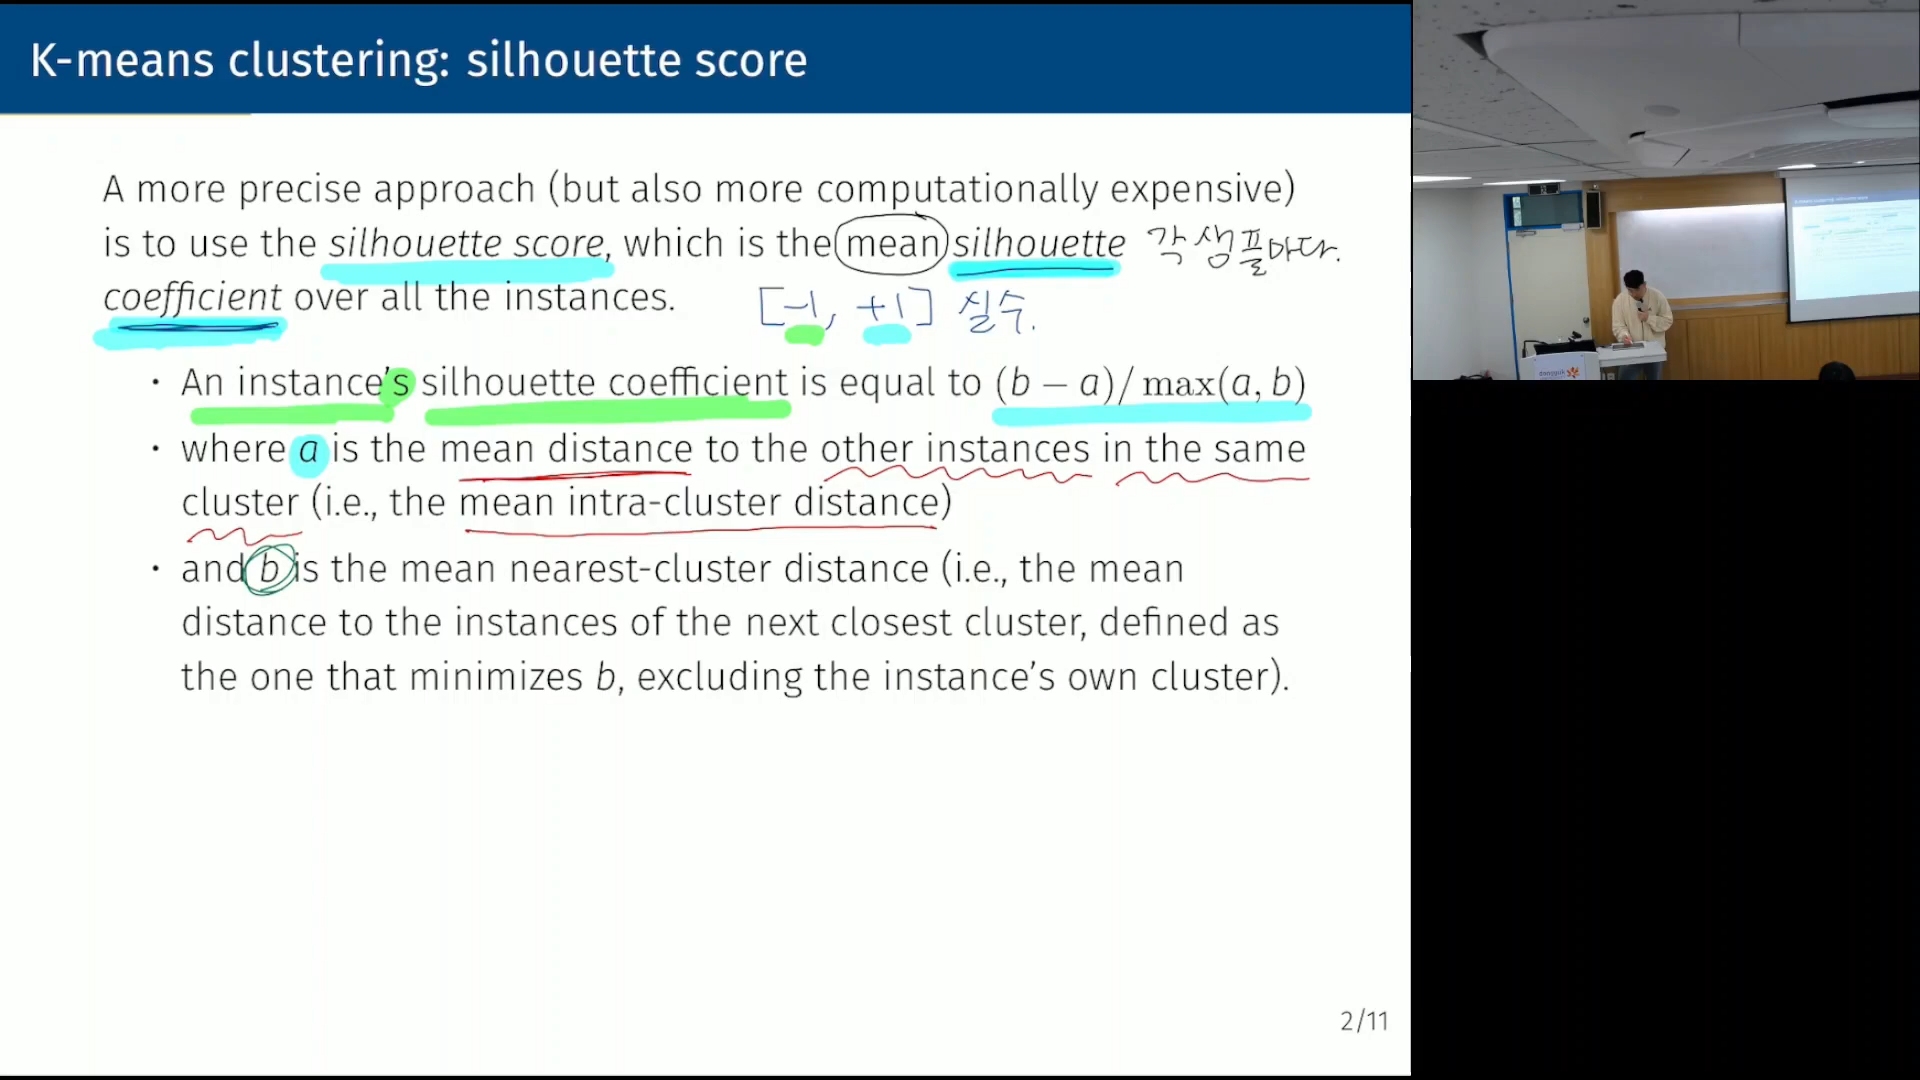 K-means clustering: silhouette score
A more precise approach (but also more computationally expensive)
is to use the silhouette score, which is the mean silhouette 각 샘플마다.
coefficient over all the instances. [-1, +1] 실수.
· An instance's silhouette coefficient is equal to (b − a)/ max(a, b)
· where a is the mean distance to the other instances in the same
cluster (i.e., the mean intra-cluster distance)
· and b is the mean nearest-cluster distance (i.e., the mean
distance to the instances of the next closest cluster, defined as
the one that minimizes b, excluding the instance's own cluster).
2/11